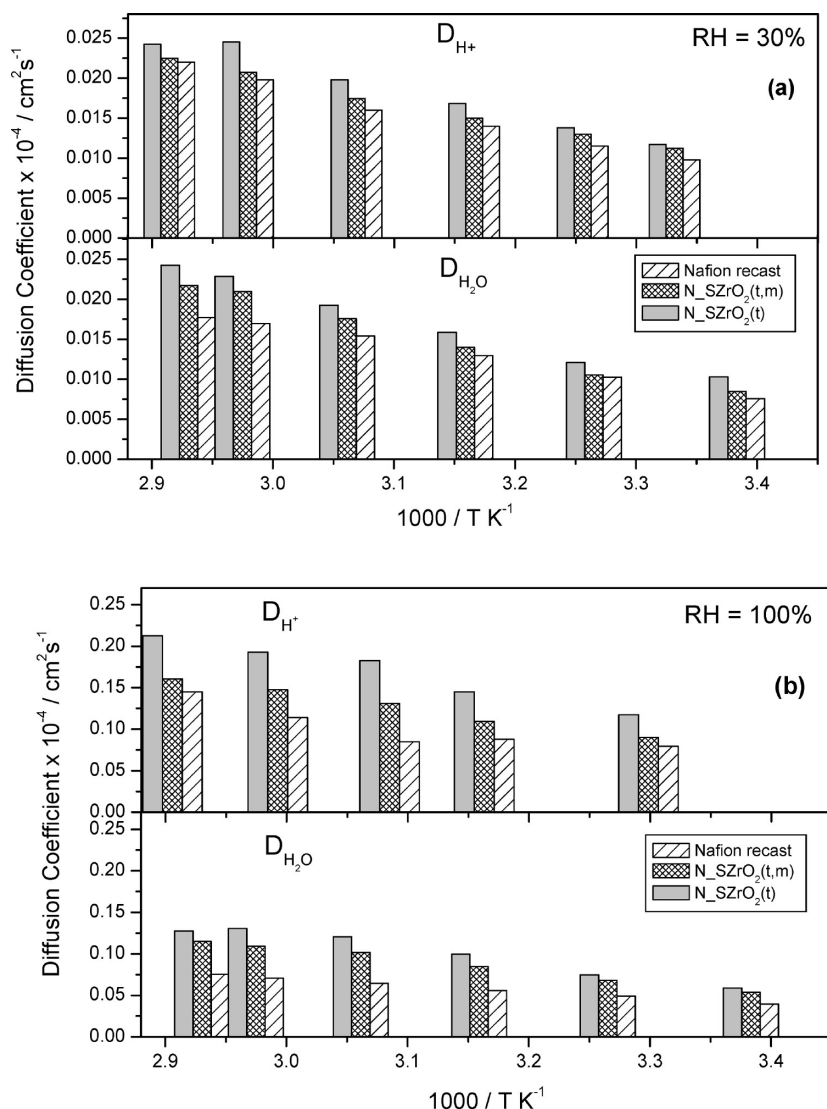 D_H+
RH = 30%
(a)
0.025
0.020
0.015
0.010
0.005
0.000
D_H₂O
Nafion recast
N_SZrO₂(t,m)
N_SZrO₂(t)
0.025
0.020
0.015
0.010
0.005
0.000
Diffusion Coefficient x 10⁻⁴ / cm²s⁻¹
2.9 3.0 3.1 3.2 3.3 3.4
1000 / T K⁻¹
D_H⁺
RH = 100%
(b)
0.25
0.20
0.15
0.10
0.05
0.00
D_H₂O
Nafion recast
N_SZrO₂(t,m)
N_SZrO₂(t)
0.25
0.20
0.15
0.10
0.05
0.00
Diffusion Coefficient x 10⁻⁴ / cm²s⁻¹
2.9 3.0 3.1 3.2 3.3 3.4
1000 / T K⁻¹